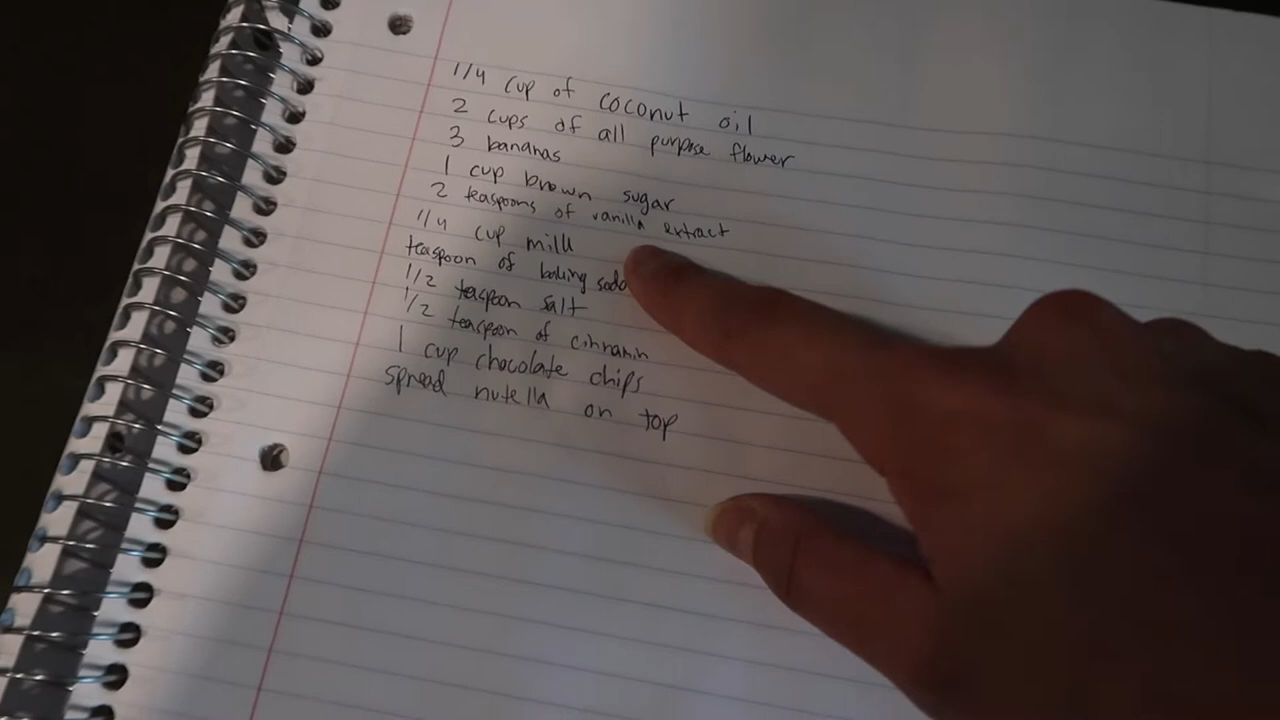 1/4 cup of coconut oil
2 cups of all purpose flower
3 bananas
1 cup brown sugar
2 teaspoons of vanilla extract
1/4 cup milk
teaspoon of baking soda
1/2 teaspoon salt
1/2 teaspoon of cinnamin
1 cup chocolate chips
spread nutella on top